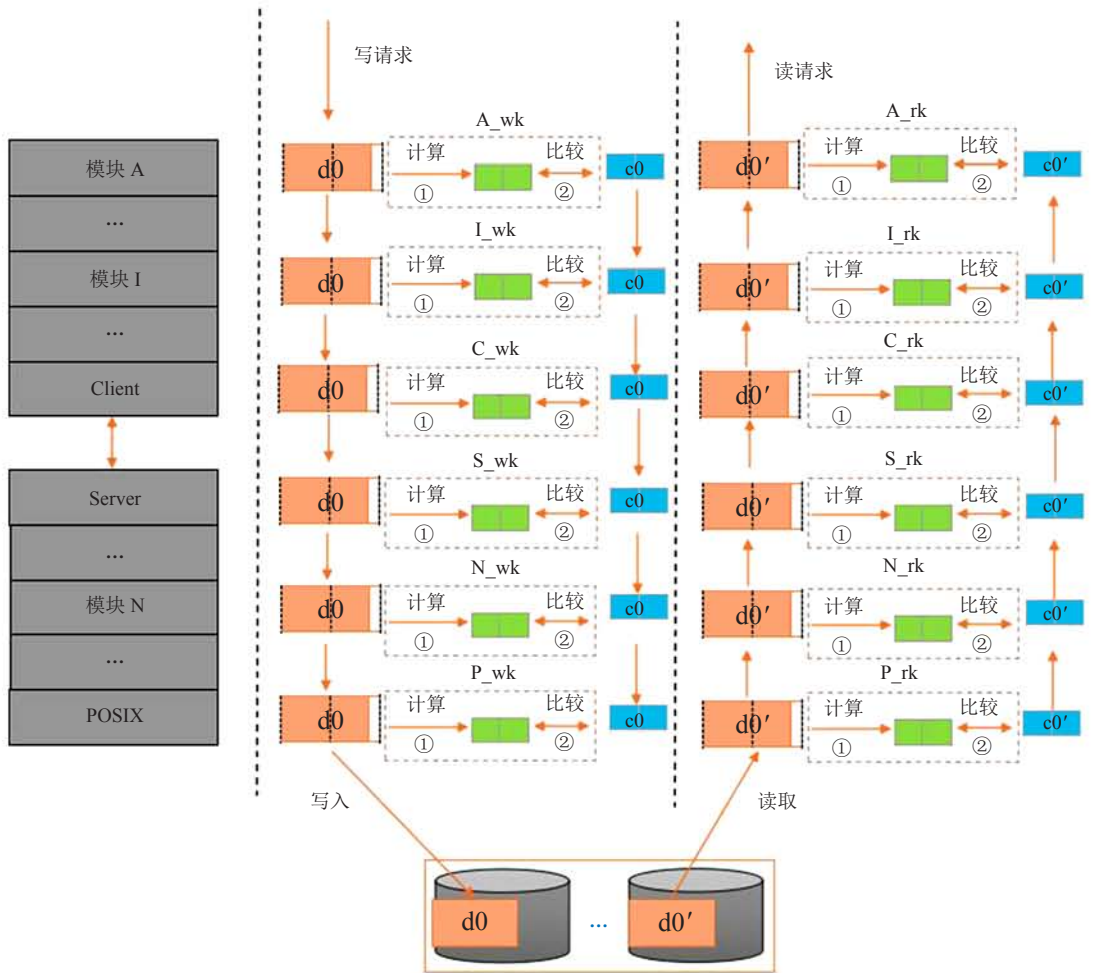 模块 A
...
模块 I
...
Client
Server
...
模块 N
...
POSIX
写请求
A_wk
d0 计算 ① 比较 ② c0
I_wk
d0 计算 ① 比较 ② c0
C_wk
d0 计算 ① 比较 ② c0
S_wk
d0 计算 ① 比较 ② c0
N_wk
d0 计算 ① 比较 ② c0
P_wk
d0 计算 ① 比较 ② c0
写入
读请求
A_rk
d0′ 计算 ① 比较 ② c0′
I_rk
d0′ 计算 ① 比较 ② c0′
C_rk
d0′ 计算 ① 比较 ② c0′
S_rk
d0′ 计算 ① 比较 ② c0′
N_rk
d0′ 计算 ① 比较 ② c0′
P_rk
d0′ 计算 ① 比较 ② c0′
读取
d0 ... d0′